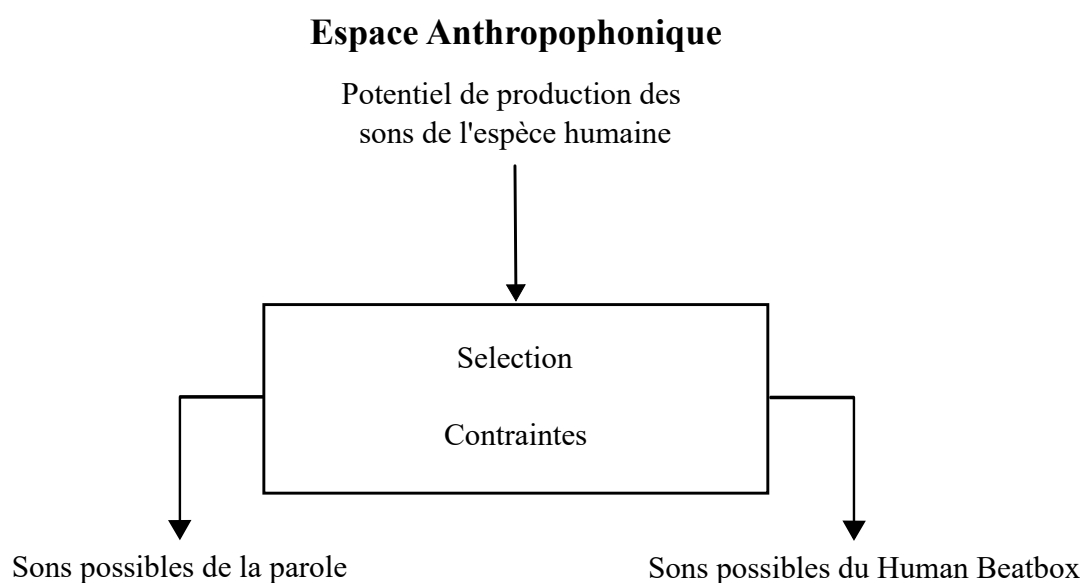 Espace Anthropophonique
Potentiel de production des
sons de l'espèce humaine
Selection
Contraintes
Sons possibles de la parole
Sons possibles du Human Beatbox